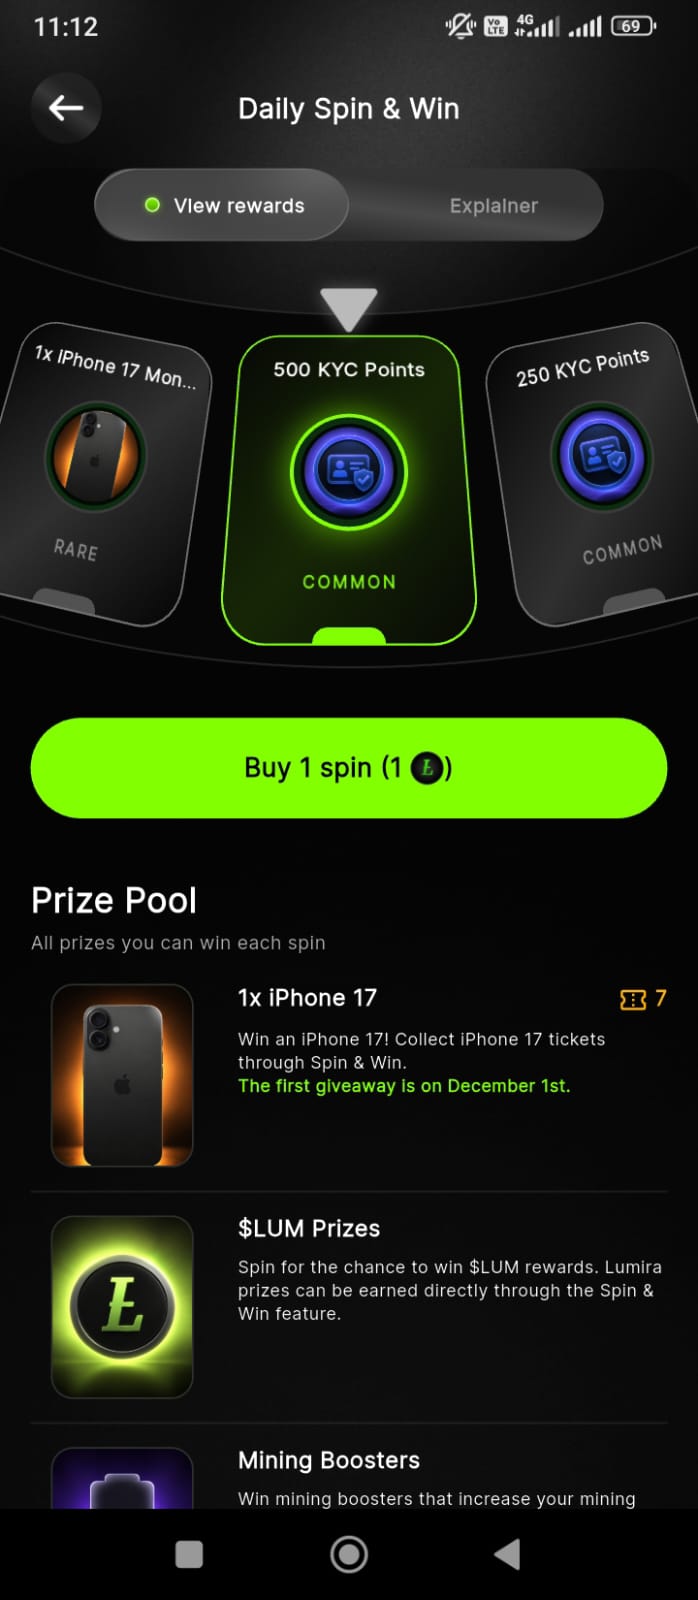 11:12
Vo LTE
4G
69
Daily Spin & Win
View rewards
Explainer
1x iPhone 17 Mon...
500 KYC Points
250 KYC Points
RARE
COMMON
COMMON
Buy 1 spin (1 Ł)
Prize Pool
All prizes you can win each spin
1x iPhone 17
7
Win an iPhone 17! Collect iPhone 17 tickets
through Spin & Win.
The first giveaway is on December 1st.
$LUM Prizes
Spin for the chance to win $LUM rewards. Lumira
prizes can be earned directly through the Spin &
Win feature.
Mining Boosters
Win mining boosters that increase your mining